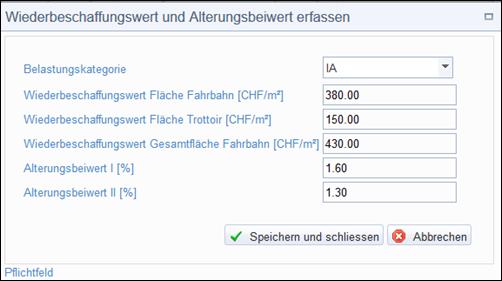 Wiederbeschaffungswert und Alterungsbeiwert erfassen
Belastungskategorie IA
Wiederbeschaffungswert Fläche Fahrbahn [CHF/m²] 380.00
Wiederbeschaffungswert Fläche Trottoir [CHF/m²] 150.00
Wiederbeschaffungswert Gesamtfläche Fahrbahn [CHF/m²] 430.00
Alterungsbeiwert I [%] 1.60
Alterungsbeiwert II [%] 1.30
Speichern und schliessen Abbrechen
Pflichtfeld